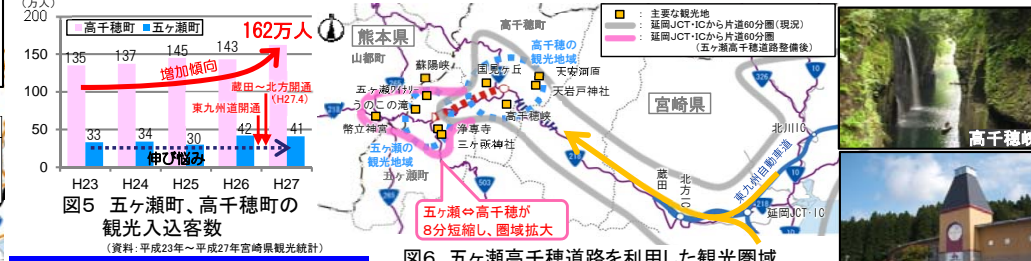 (万人)
200
150
100
50
0
高千穂町 五ヶ瀬町
162万人
135
137
145
143
33
34
30
42
41
増加傾向
蔵田～北方開通
(H27.4)
東九州道開通
伸び悩み
H23 H24 H25 H26 H27
図5 五ヶ瀬町、高千穂町の
観光入込客数
(資料:平成23年～平成27年宮崎県観光統計)
熊本県
山都町
高千穂町
: 主要な観光地
: 延岡JCT・ICから片道60分圏(現況)
: 延岡JCT・ICから片道60分圏
(五ヶ瀬高千穂道路整備後)
蘇陽峡
国見ヶ丘
高千穂の
観光地域
天安河原
天岩戸神社
五ヶ瀬ワイナリー
うのこの滝
幣立神宮
浄専寺
三ヶ所神社
高千穂峡
五ヶ瀬の
観光地域
五ヶ瀬町
宮崎県
218
265
503
218
326
10
10
218
10
北川IC
東九州自動車道
蔵田
北方IC
延岡JCT・IC
五ヶ瀬⇔高千穂が
8分短縮し、圏域拡大
図6 五ヶ瀬高千穂道路を利用した観光圏域
高千穂峡